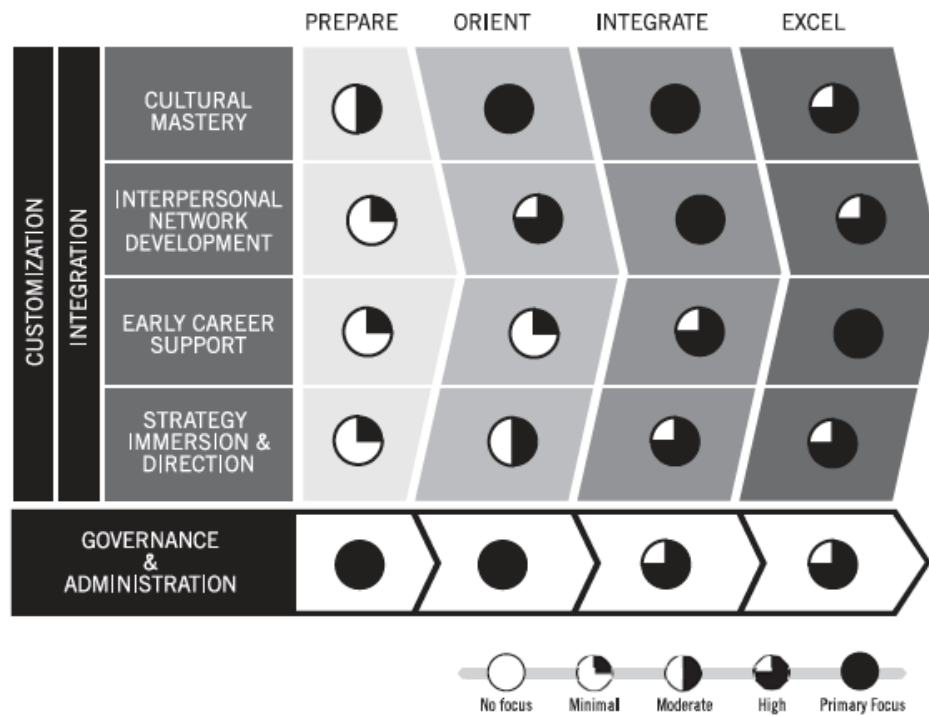 PREPARE ORIENT INTEGRATE EXCEL
CUSTOMIZATION
INTEGRATION
CULTURAL
MASTERY
INTERPERSONAL
NETWORK
DEVELOPMENT
EARLY CAREER
SUPPORT
STRATEGY
IMMERSION &
DIRECTION
GOVERNANCE
&
ADMINISTRATION
No focus Minimal Moderate High Primary Focus